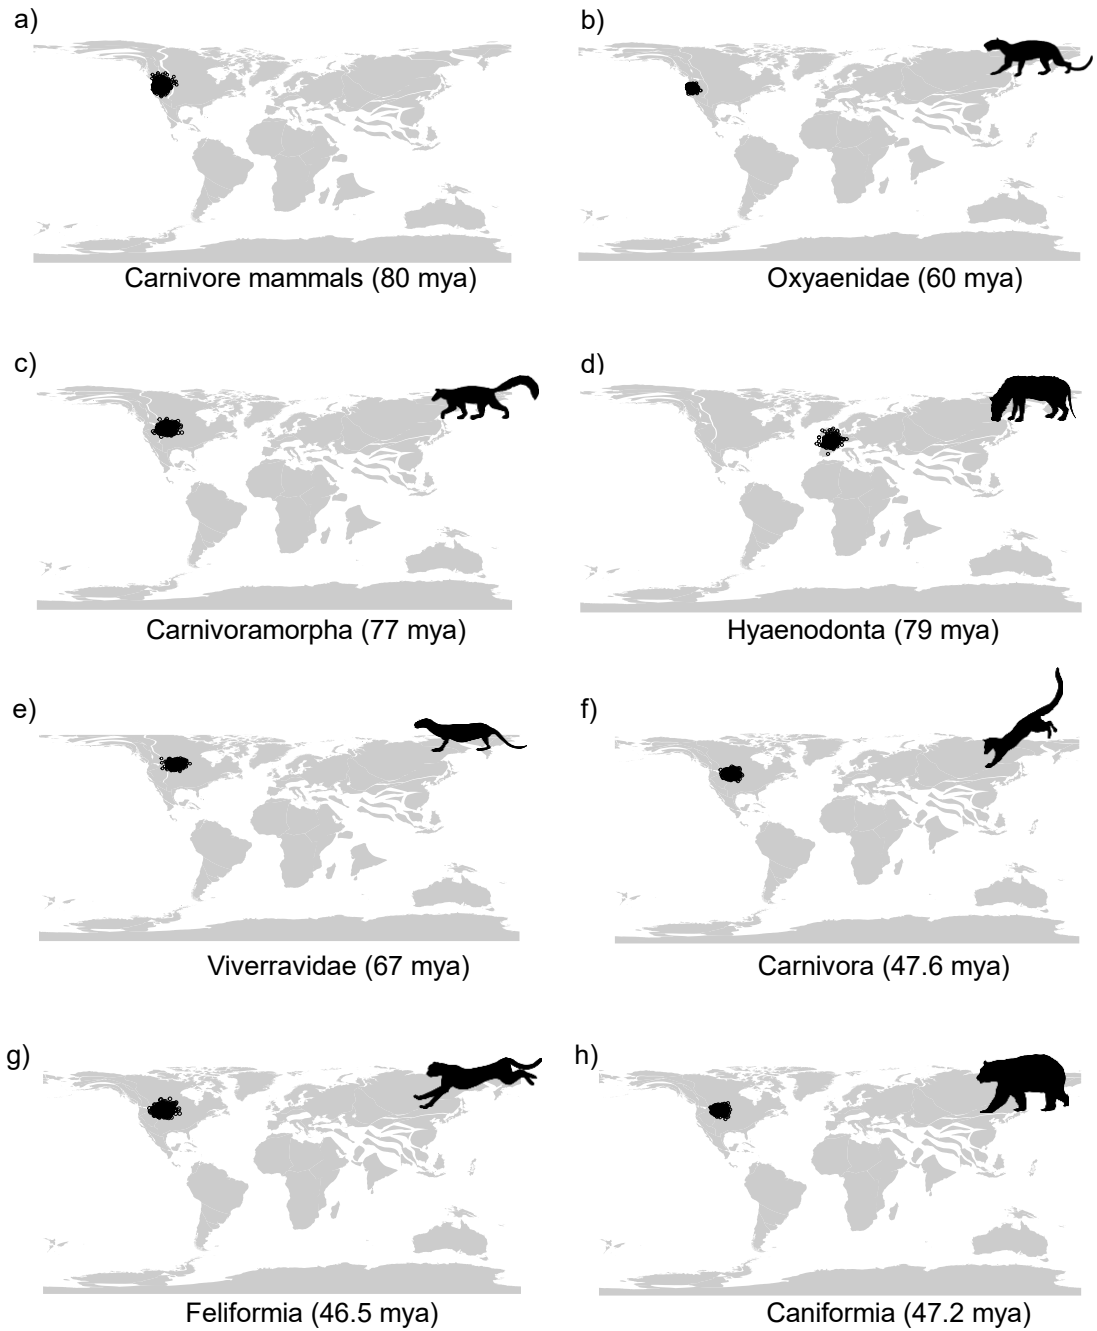 a)
b)
Carnivore mammals (80 mya)
Oxyaenidae (60 mya)
c)
d)
Carnivoramorpha (77 mya)
Hyaenodonta (79 mya)
e)
f)
Viverravidae (67 mya)
Carnivora (47.6 mya)
g)
h)
Feliformia (46.5 mya)
Caniformia (47.2 mya)